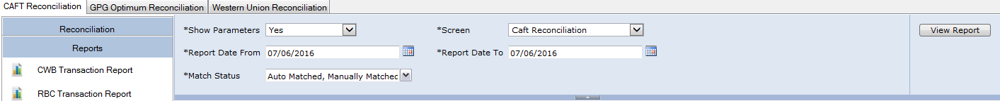 CAFT Reconciliation GPG Optimum Reconciliation Western Union Reconciliation
Reconciliation
Reports
CWB Transaction Report
RBC Transaction Report
*Show Parameters Yes *Screen Caft Reconciliation View Report
*Report Date From 07/06/2016 *Report Date To 07/06/2016
*Match Status Auto Matched, Manually Matched